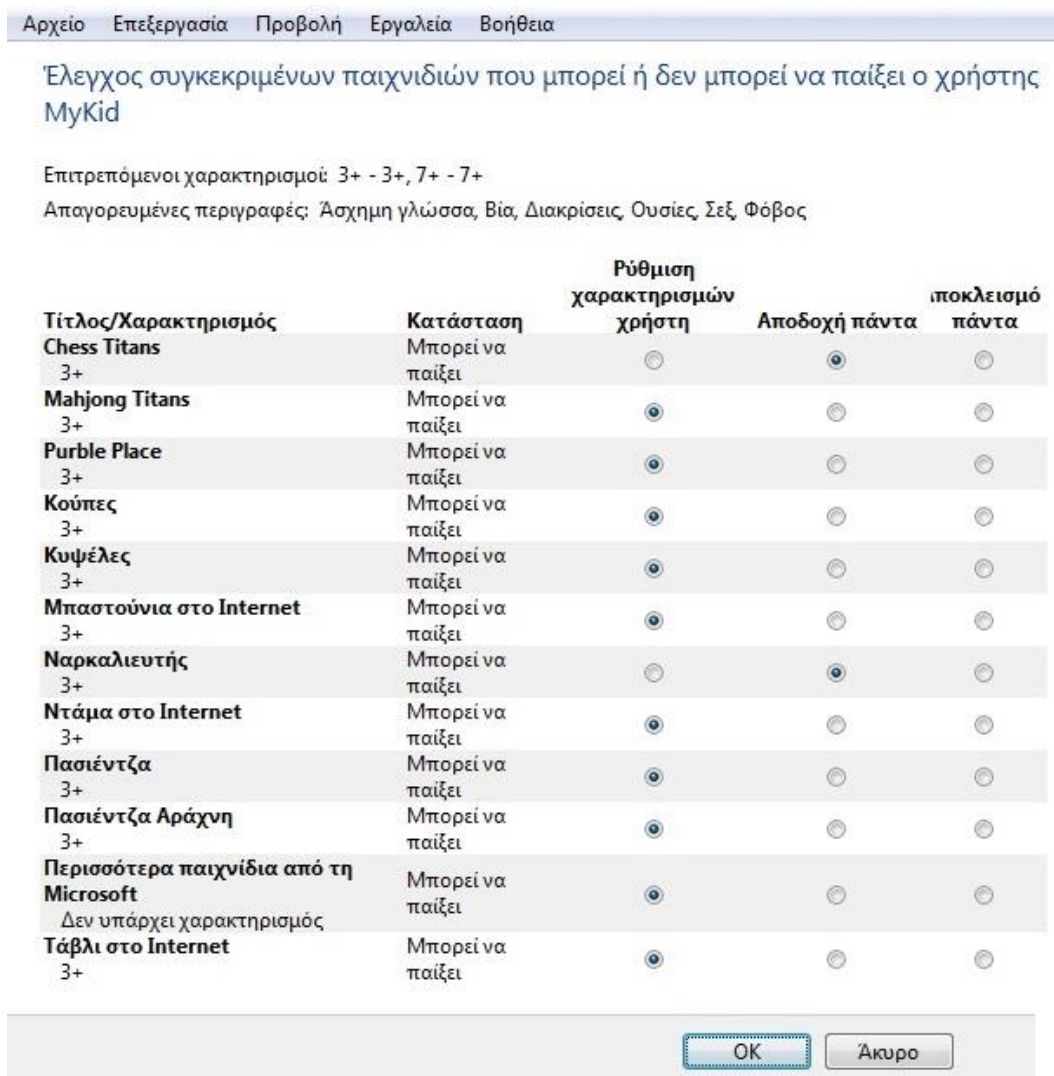 Αρχείο Επεξεργασία Προβολή Εργαλεία Βοήθεια
Έλεγχος συγκεκριμένων παιχνιδιών που μπορεί ή δεν μπορεί να παίξει ο χρήστης
MyKid
Επιτρεπόμενοι χαρακτηρισμοί: 3+ - 3+, 7+ - 7+
Απαγορευμένες περιγραφές: Άσχημη γλώσσα, Βία, Διακρίσεις, Ουσίες, Σεξ, Φόβος
Ρύθμιση
χαρακτηρισμών ποκλεισμό
Τίτλος/Χαρακτηρισμός Κατάσταση χρήστη Αποδοχή πάντα πάντα
Chess Titans Μπορεί να
3+ παίξει
Mahjong Titans Μπορεί να
3+ παίξει
Purble Place Μπορεί να
3+ παίξει
Κούπες Μπορεί να
3+ παίξει
Κυψέλες Μπορεί να
3+ παίξει
Μπαστούνια στο Internet Μπορεί να
3+ παίξει
Ναρκαλιευτής Μπορεί να
3+ παίξει
Ντάμα στο Internet Μπορεί να
3+ παίξει
Πασιέντζα Μπορεί να
3+ παίξει
Πασιέντζα Αράχνη Μπορεί να
3+ παίξει
Περισσότερα παιχνίδια από τη
Microsoft Μπορεί να
παίξει
Δεν υπάρχει χαρακτηρισμός
Τάβλι στο Internet Μπορεί να
3+ παίξει
OK Άκυρο